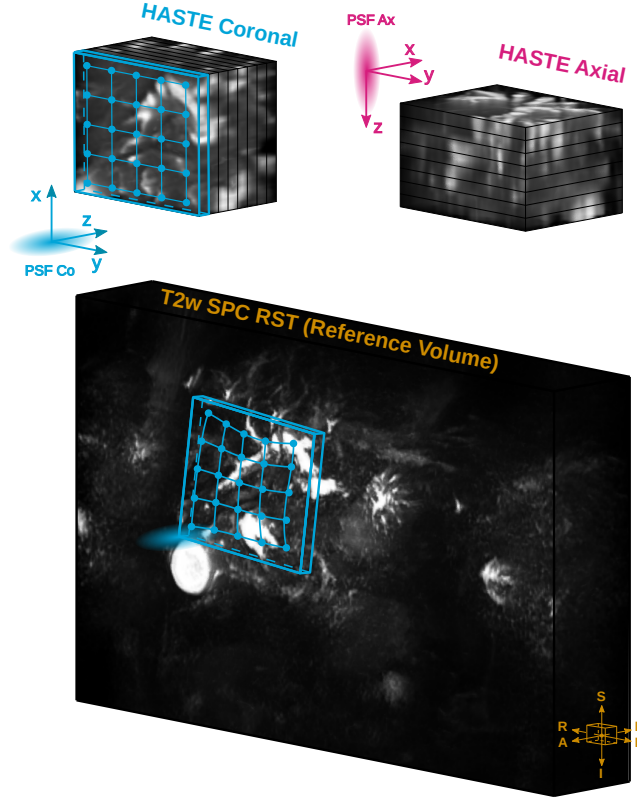 HASTE Coronal
PSF Ax
x
y
z
HASTE Axial
x
z
y
PSF Co
T2w SPC RST (Reference Volume)
S
R
A
I